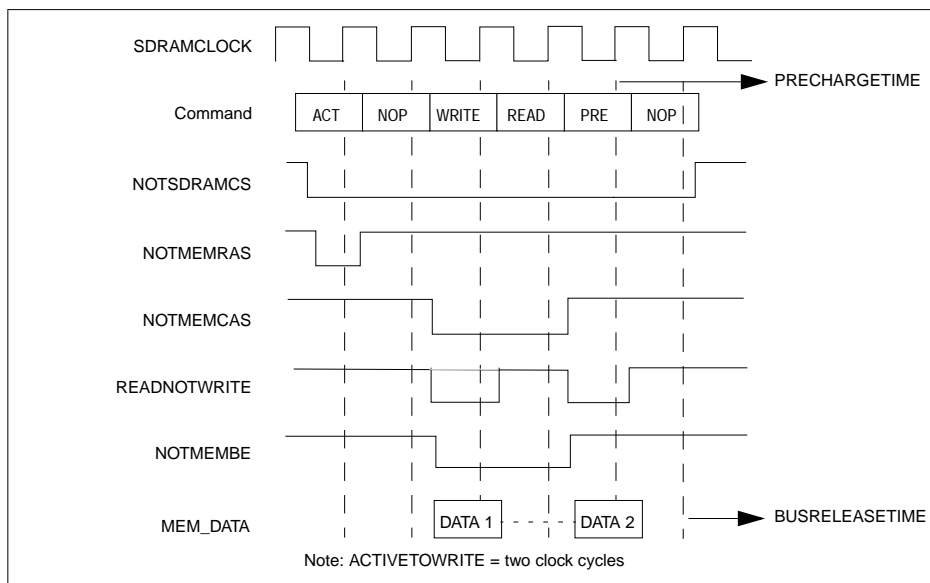 SDRAMCLOCK
PRECHARGETIME
Command ACT NOP WRITE READ PRE NOP
NOTSDRAMCS
NOTMEMRAS
NOTMEMCAS
READNOTWRITE
NOTMEMBE
MEM_DATA DATA 1 DATA 2 BUSRELEASETIME
Note: ACTIVETOWRITE = two clock cycles